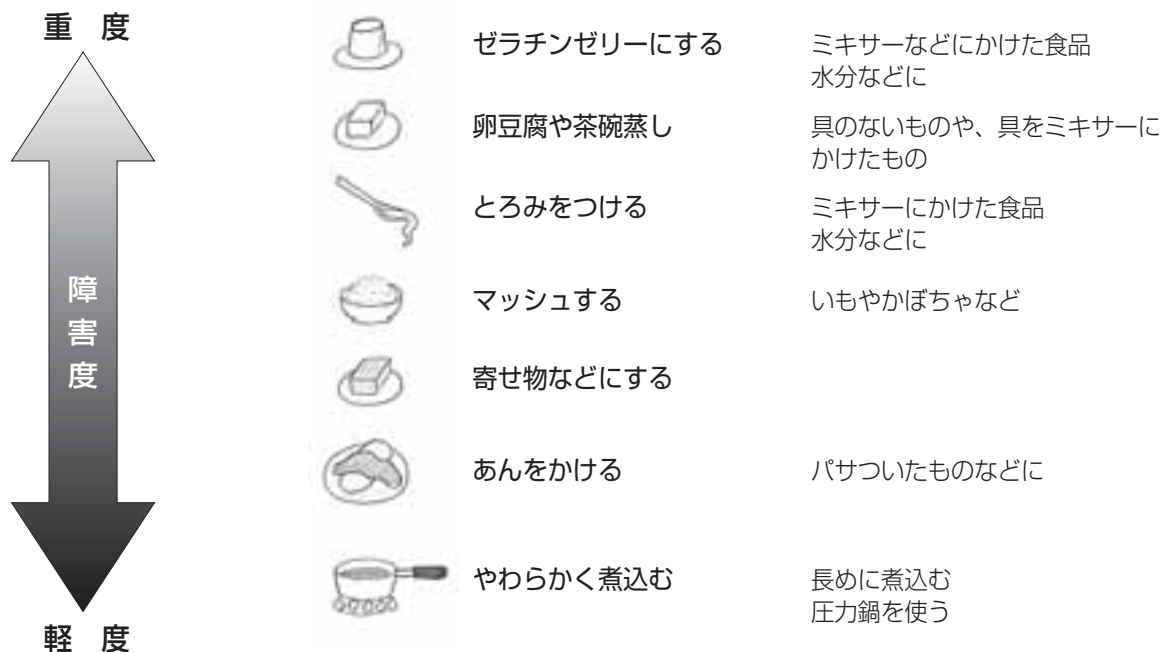 重 度
ゼラチンゼリーにする
ミキサーなどにかけた食品
水分などに
卵豆腐や茶碗蒸し
具のないものや、具をミキサーに
かけたもの
とろみをつける
ミキサーにかけた食品
水分などに
障害度
マッシュする
いもやかぼちゃなど
寄せ物などにする
あんをかける
パサついたものなどに
やわらかく煮込む
長めに煮込む
圧力鍋を使う
軽 度